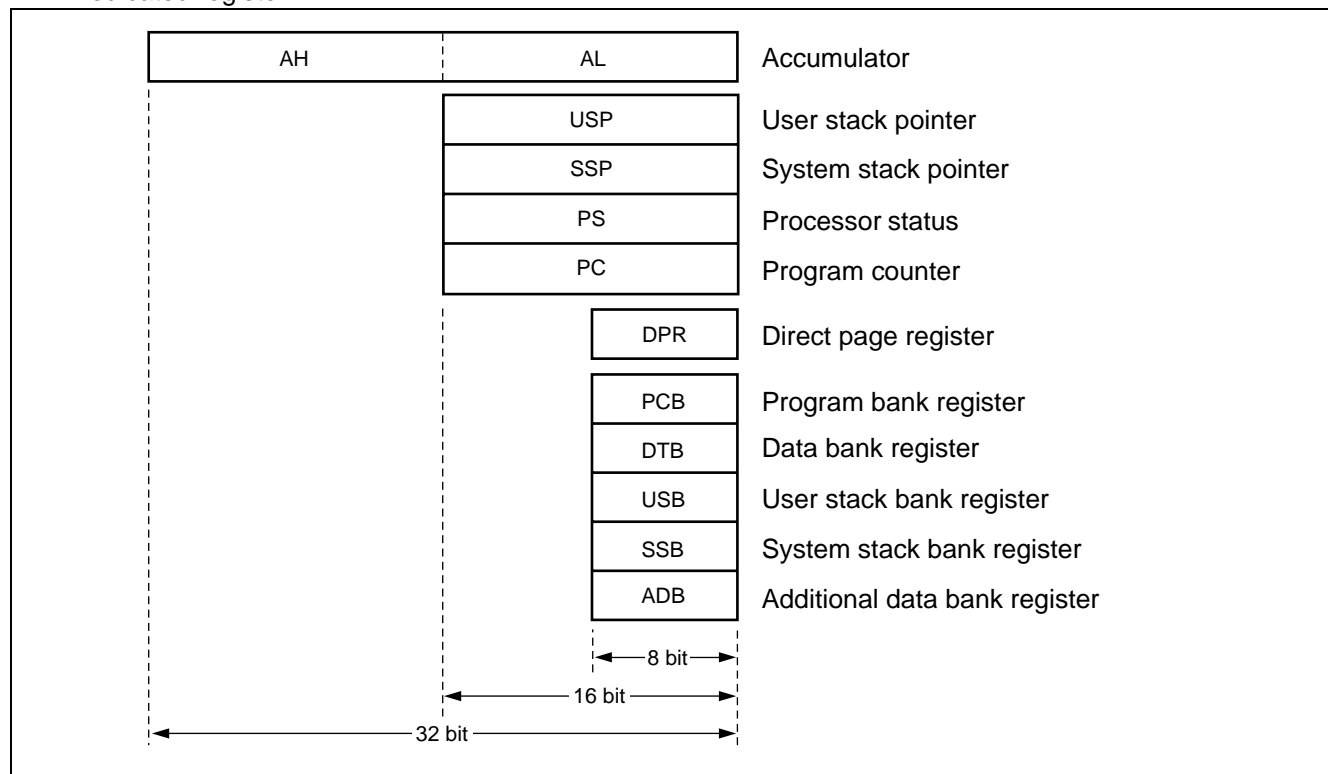 AH AL Accumulator
USP User stack pointer
SSP System stack pointer
PS Processor status
PC Program counter
DPR Direct page register
PCB Program bank register
DTB Data bank register
USB User stack bank register
SSB System stack bank register
ADB Additional data bank register
8 bit
16 bit
32 bit